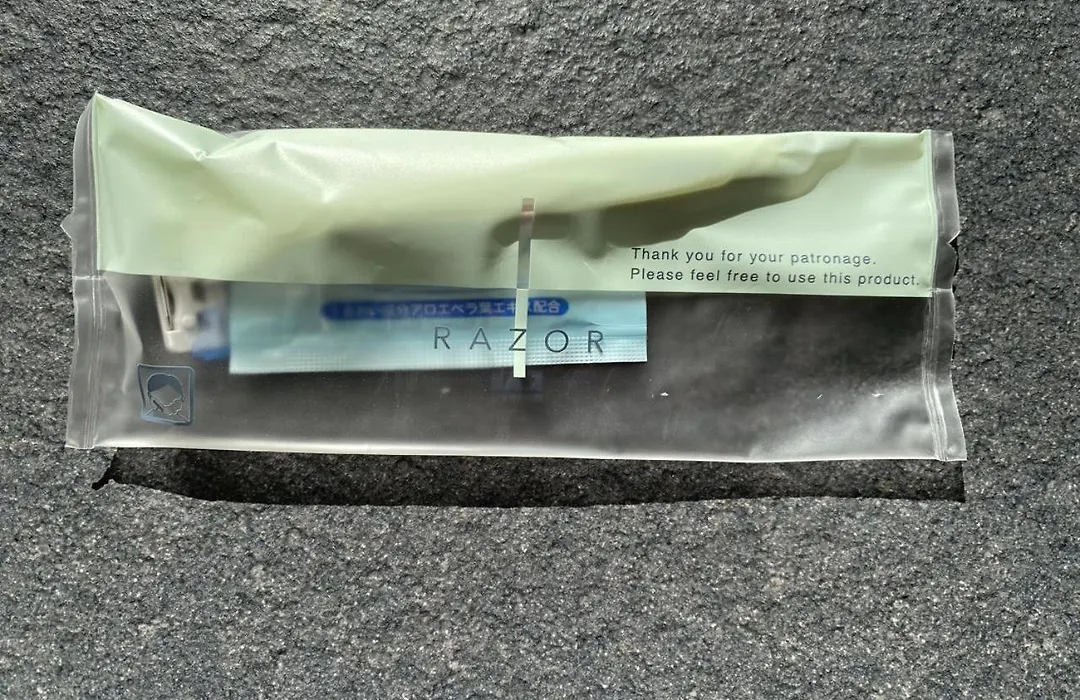 Thank you for your patronage.
Please feel free to use this product.
アロエベラ葉エキス配合
RAZOR